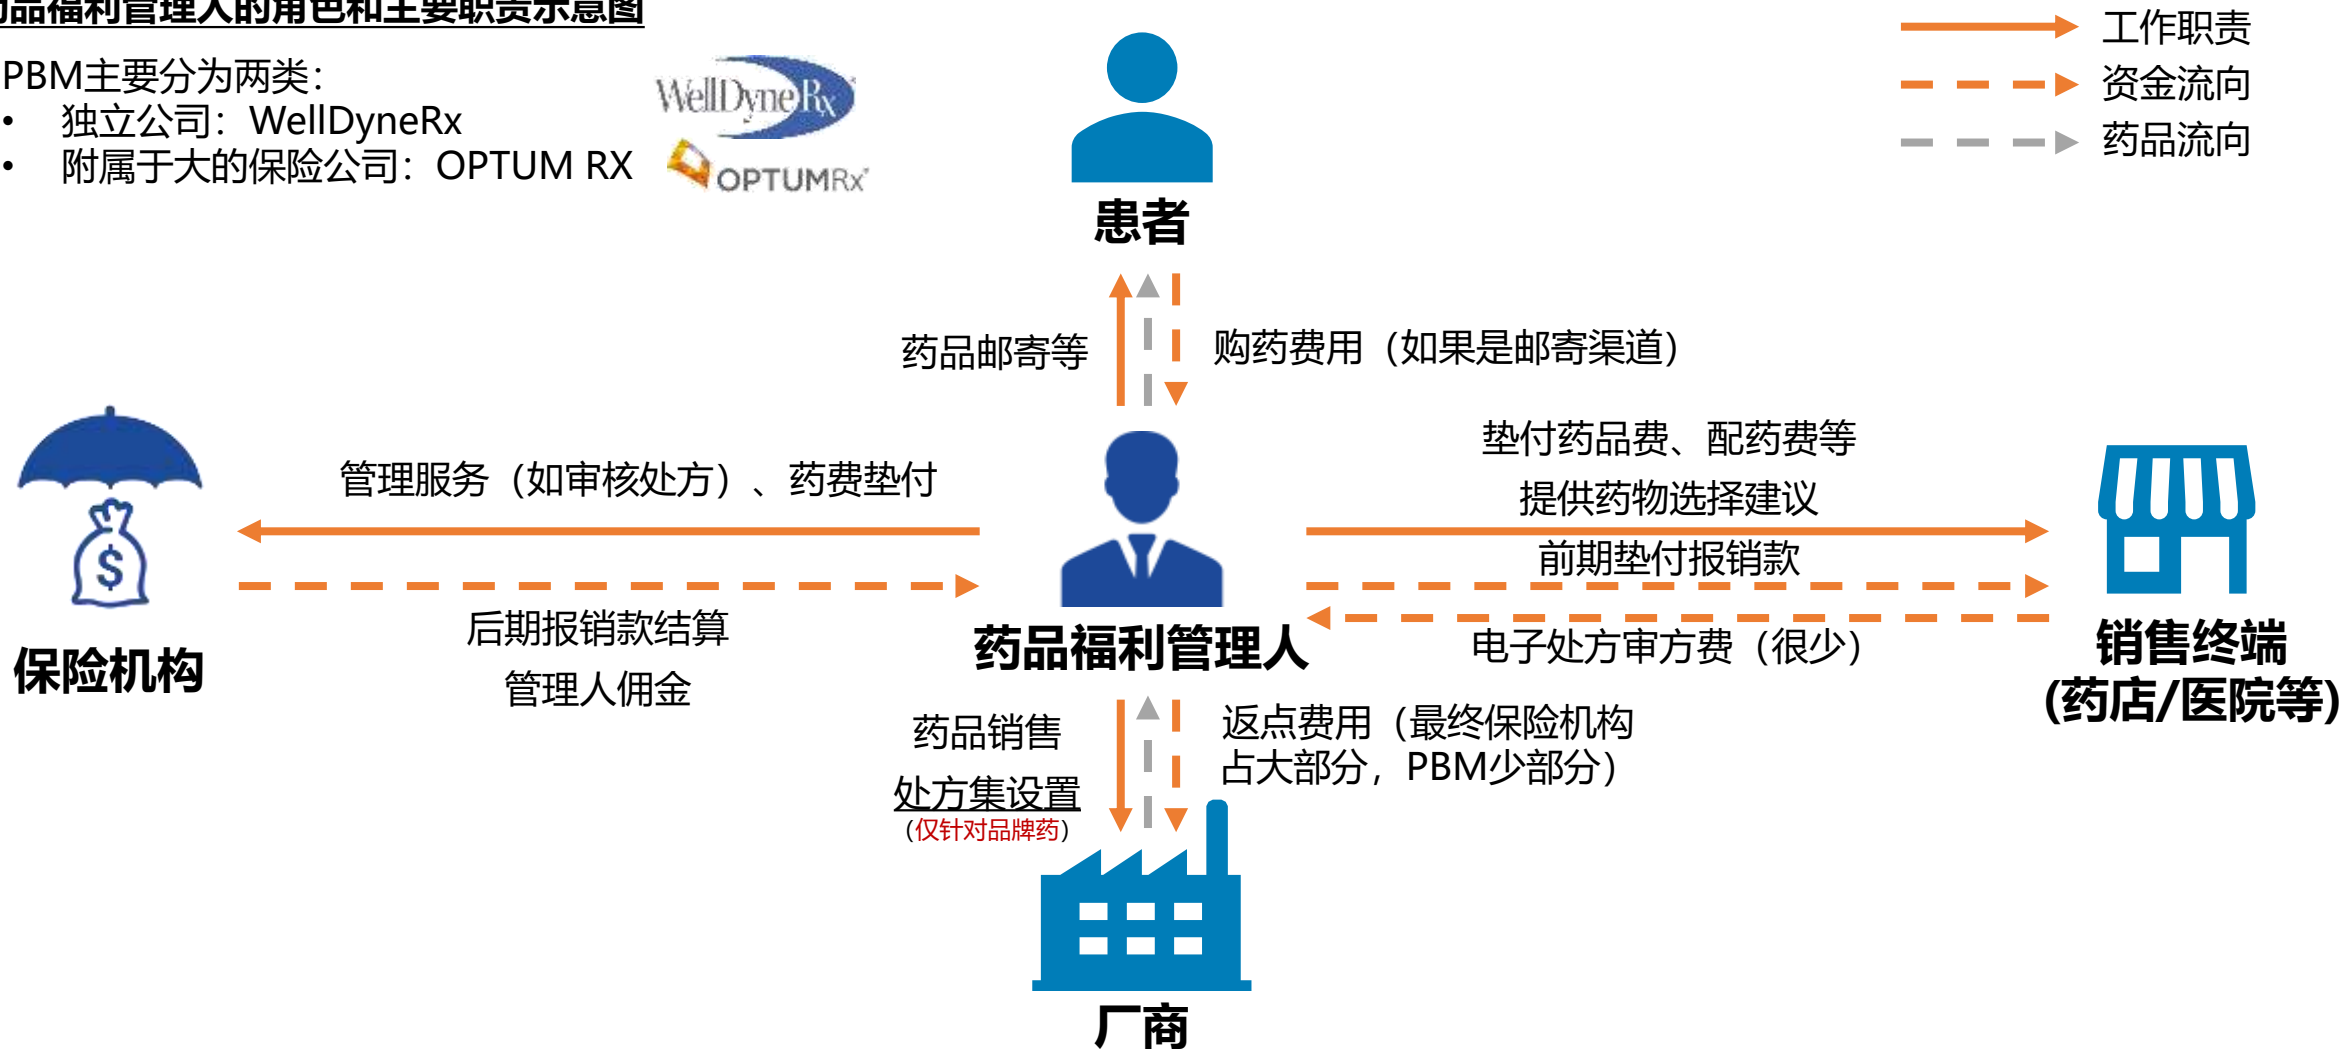 药品福利管理人的角色和主要职责示意图
PBM主要分为两类：
• 独立公司：WellDyneRx
• 附属于大的保险公司：OPTUM RX
WellDyneRx
OPTUMRx
工作职责
资金流向
药品流向
患者
药品邮寄等
购药费用（如果是邮寄渠道）
管理服务（如审核处方）、药费垫付
垫付药品费、配药费等
提供药物选择建议
前期垫付报销款
后期报销款结算
管理人佣金
电子处方审方费（很少）
保险机构
$
药品福利管理人
销售终端
(药店/医院等)
药品销售
处方集设置
（仅针对品牌药）
返点费用（最终保险机构
占大部分，PBM少部分）
厂商